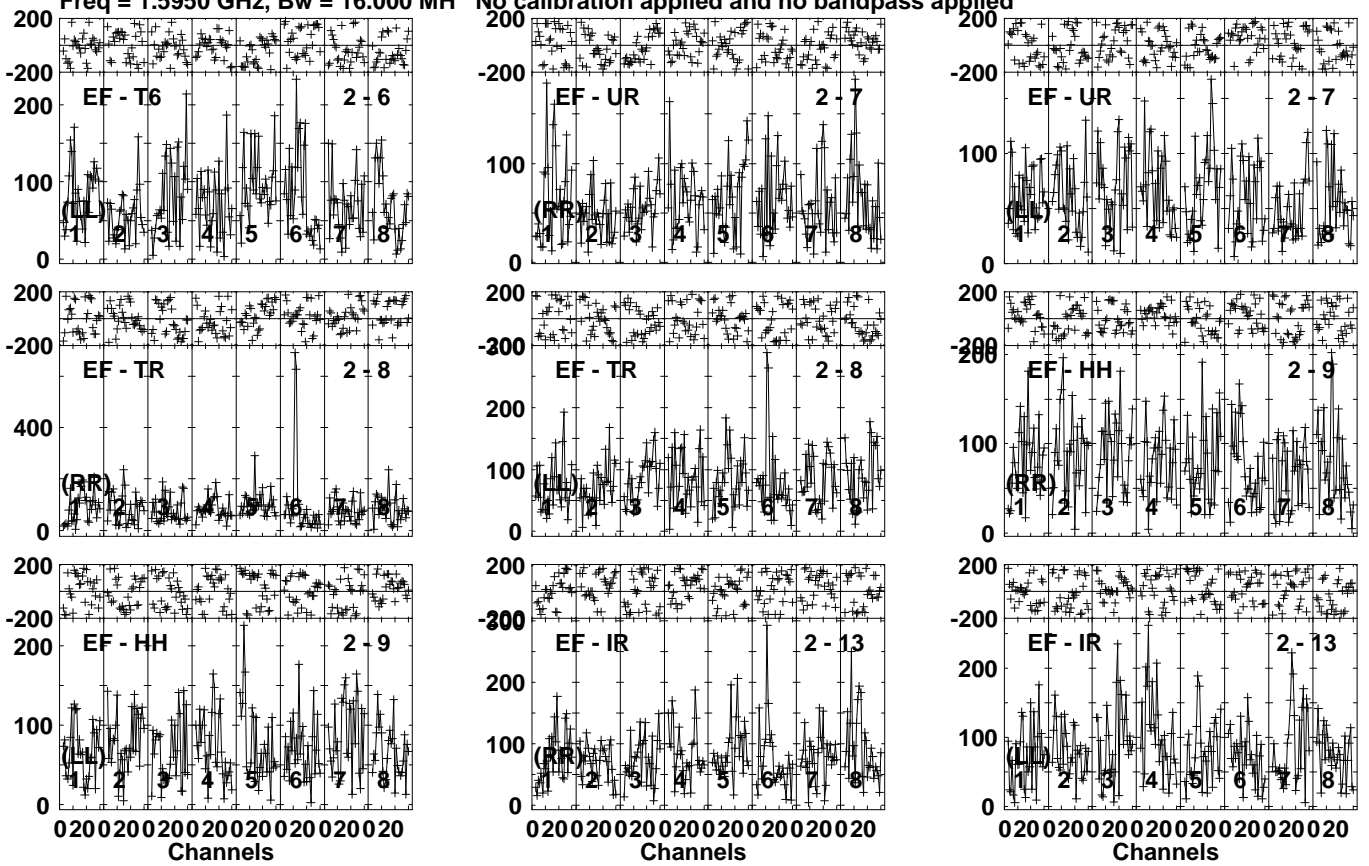 Freq = 1.5950 GHz, Bw = 16.000 MH No calibration applied and no bandpass applied
200 200 200
-200 -200 -200
EF - T6 2 - 6 EF - UR 2 - 7 EF - UR 2 - 7
200
100 100 100
(LL) (RR) (LL)
1 2 3 4 5 6 7 8 1 2 3 4 5 6 7 8 1 2 3 4 5 6 7 8
0 0 0
200 200 200
-200 -200 -200
300 200
EF - TR 2 - 8 EF - TR 2 - 8 EF - HH 2 - 9
400 200
100 100
(RR) (LL) (RR)
1 2 3 4 5 6 7 8 1 2 3 4 5 6 7 8 1 2 3 4 5 6 7 8
0 0 0
200 200 200
-200 -200 -200
300
EF - HH 2 - 9 EF - IR 2 - 13 EF - IR 2 - 13
200 200 200
100 100 100
(LL) (RR) (LL)
1 2 3 4 5 6 7 8 1 2 3 4 5 6 7 8 1 2 3 4 5 6 7 8
0 0 0
0 20 0 20 0 20 0 20 0 20 0 20 0 20 0 20 0 20 0 20 0 20 0 20 0 20 0 20 0 20 0 20 0 20 0 20 0 20 0 20 0 20 0 20 0 20 0 20
Channels Channels Channels